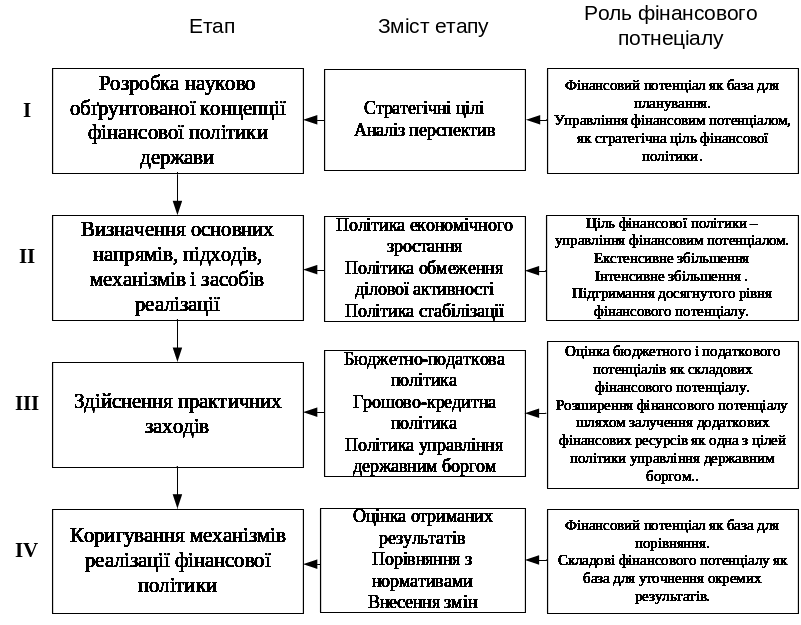 Етап
Зміст етапу
Роль фінансового
потнеціалу
I
Розробка науково
обґрунтованої концепції
фінансової політики
держави
Стратегічні цілі
Аналіз перспектив
Фінансовий потенціал як база для
планування.
Управління фінансовим потенціалом,
як стратегічна ціль фінансової
політики.
II
Визначення основних
напрямів, підходів,
механізмів і засобів
реалізації
Політика економічного
зростання
Політика обмеження
ділової активності
Політика стабілізації
Ціль фінансової політики –
управління фінансовим потенціалом.
Екстенсивне збільшення
Інтенсивне збільшення .
Підтримання досягнутого рівня
фінансового потенціалу.
III
Здійснення практичних
заходів
Бюджетно-податкова
політика
Грошово-кредитна
політика
Політика управління
державним боргом
Оцінка бюджетного і податкового
потенціалів як складових
фінансового потенціалу.
Розширення фінансового потенціалу
шляхом залучення додаткових
фінансових ресурсів як одна з цілей
політики управління державним
боргом..
IV
Коригування механізмів
реалізації фінансової
політики
Оцінка отриманих
результатів
Порівняння з
нормативами
Внесення змін
Фінансовий потенціал як база для
порівняння.
Складові фінансового потенціалу як
база для уточнення окремих
результатів.